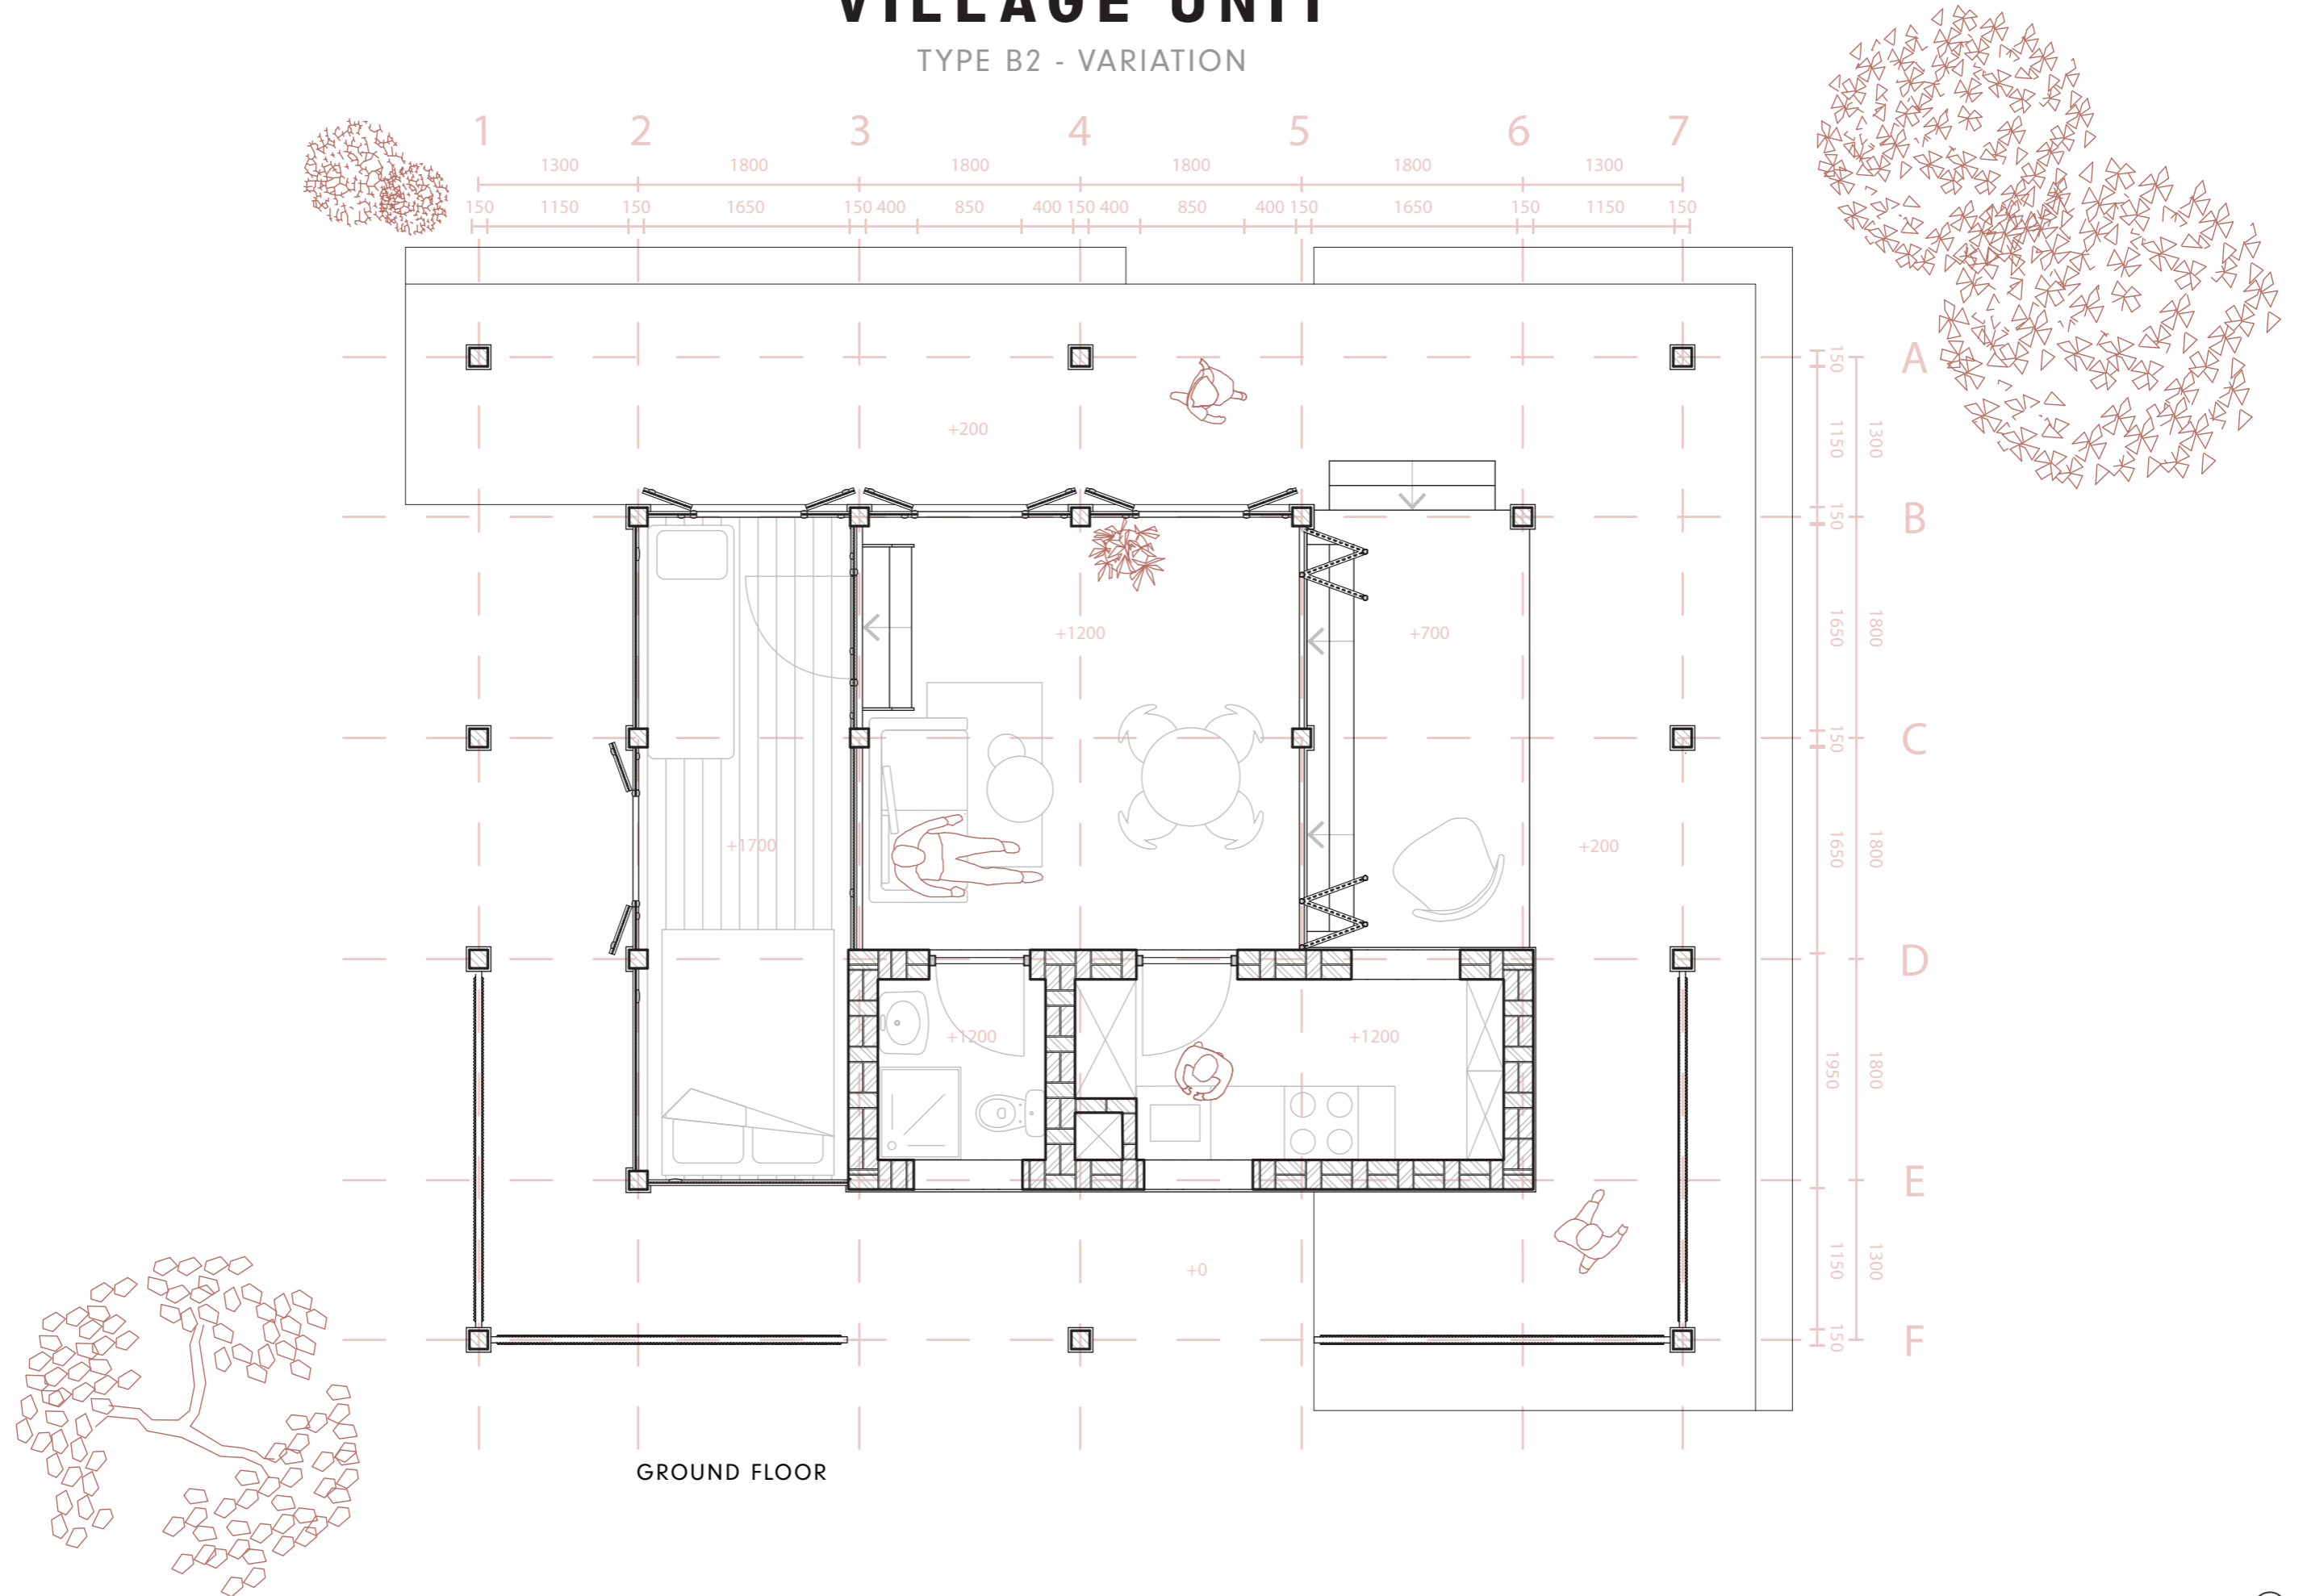 VILLAGE UNIT
TYPE B2 - VARIATION
1 2 3 4 5 6 7
1300 1800 1800 1800 1800 1300
150 1150 150 1650 150 400 850 400 150 400 850 400 150 1650 150 1150 150
150 A
+200
1150 1300
150 B
+1200 +700
1650 1800
150 C
+1700 +200
1650 1800
150 D
+1200 +1200
1950 1800
E
+0
1150 1300
150 F
GROUND FLOOR